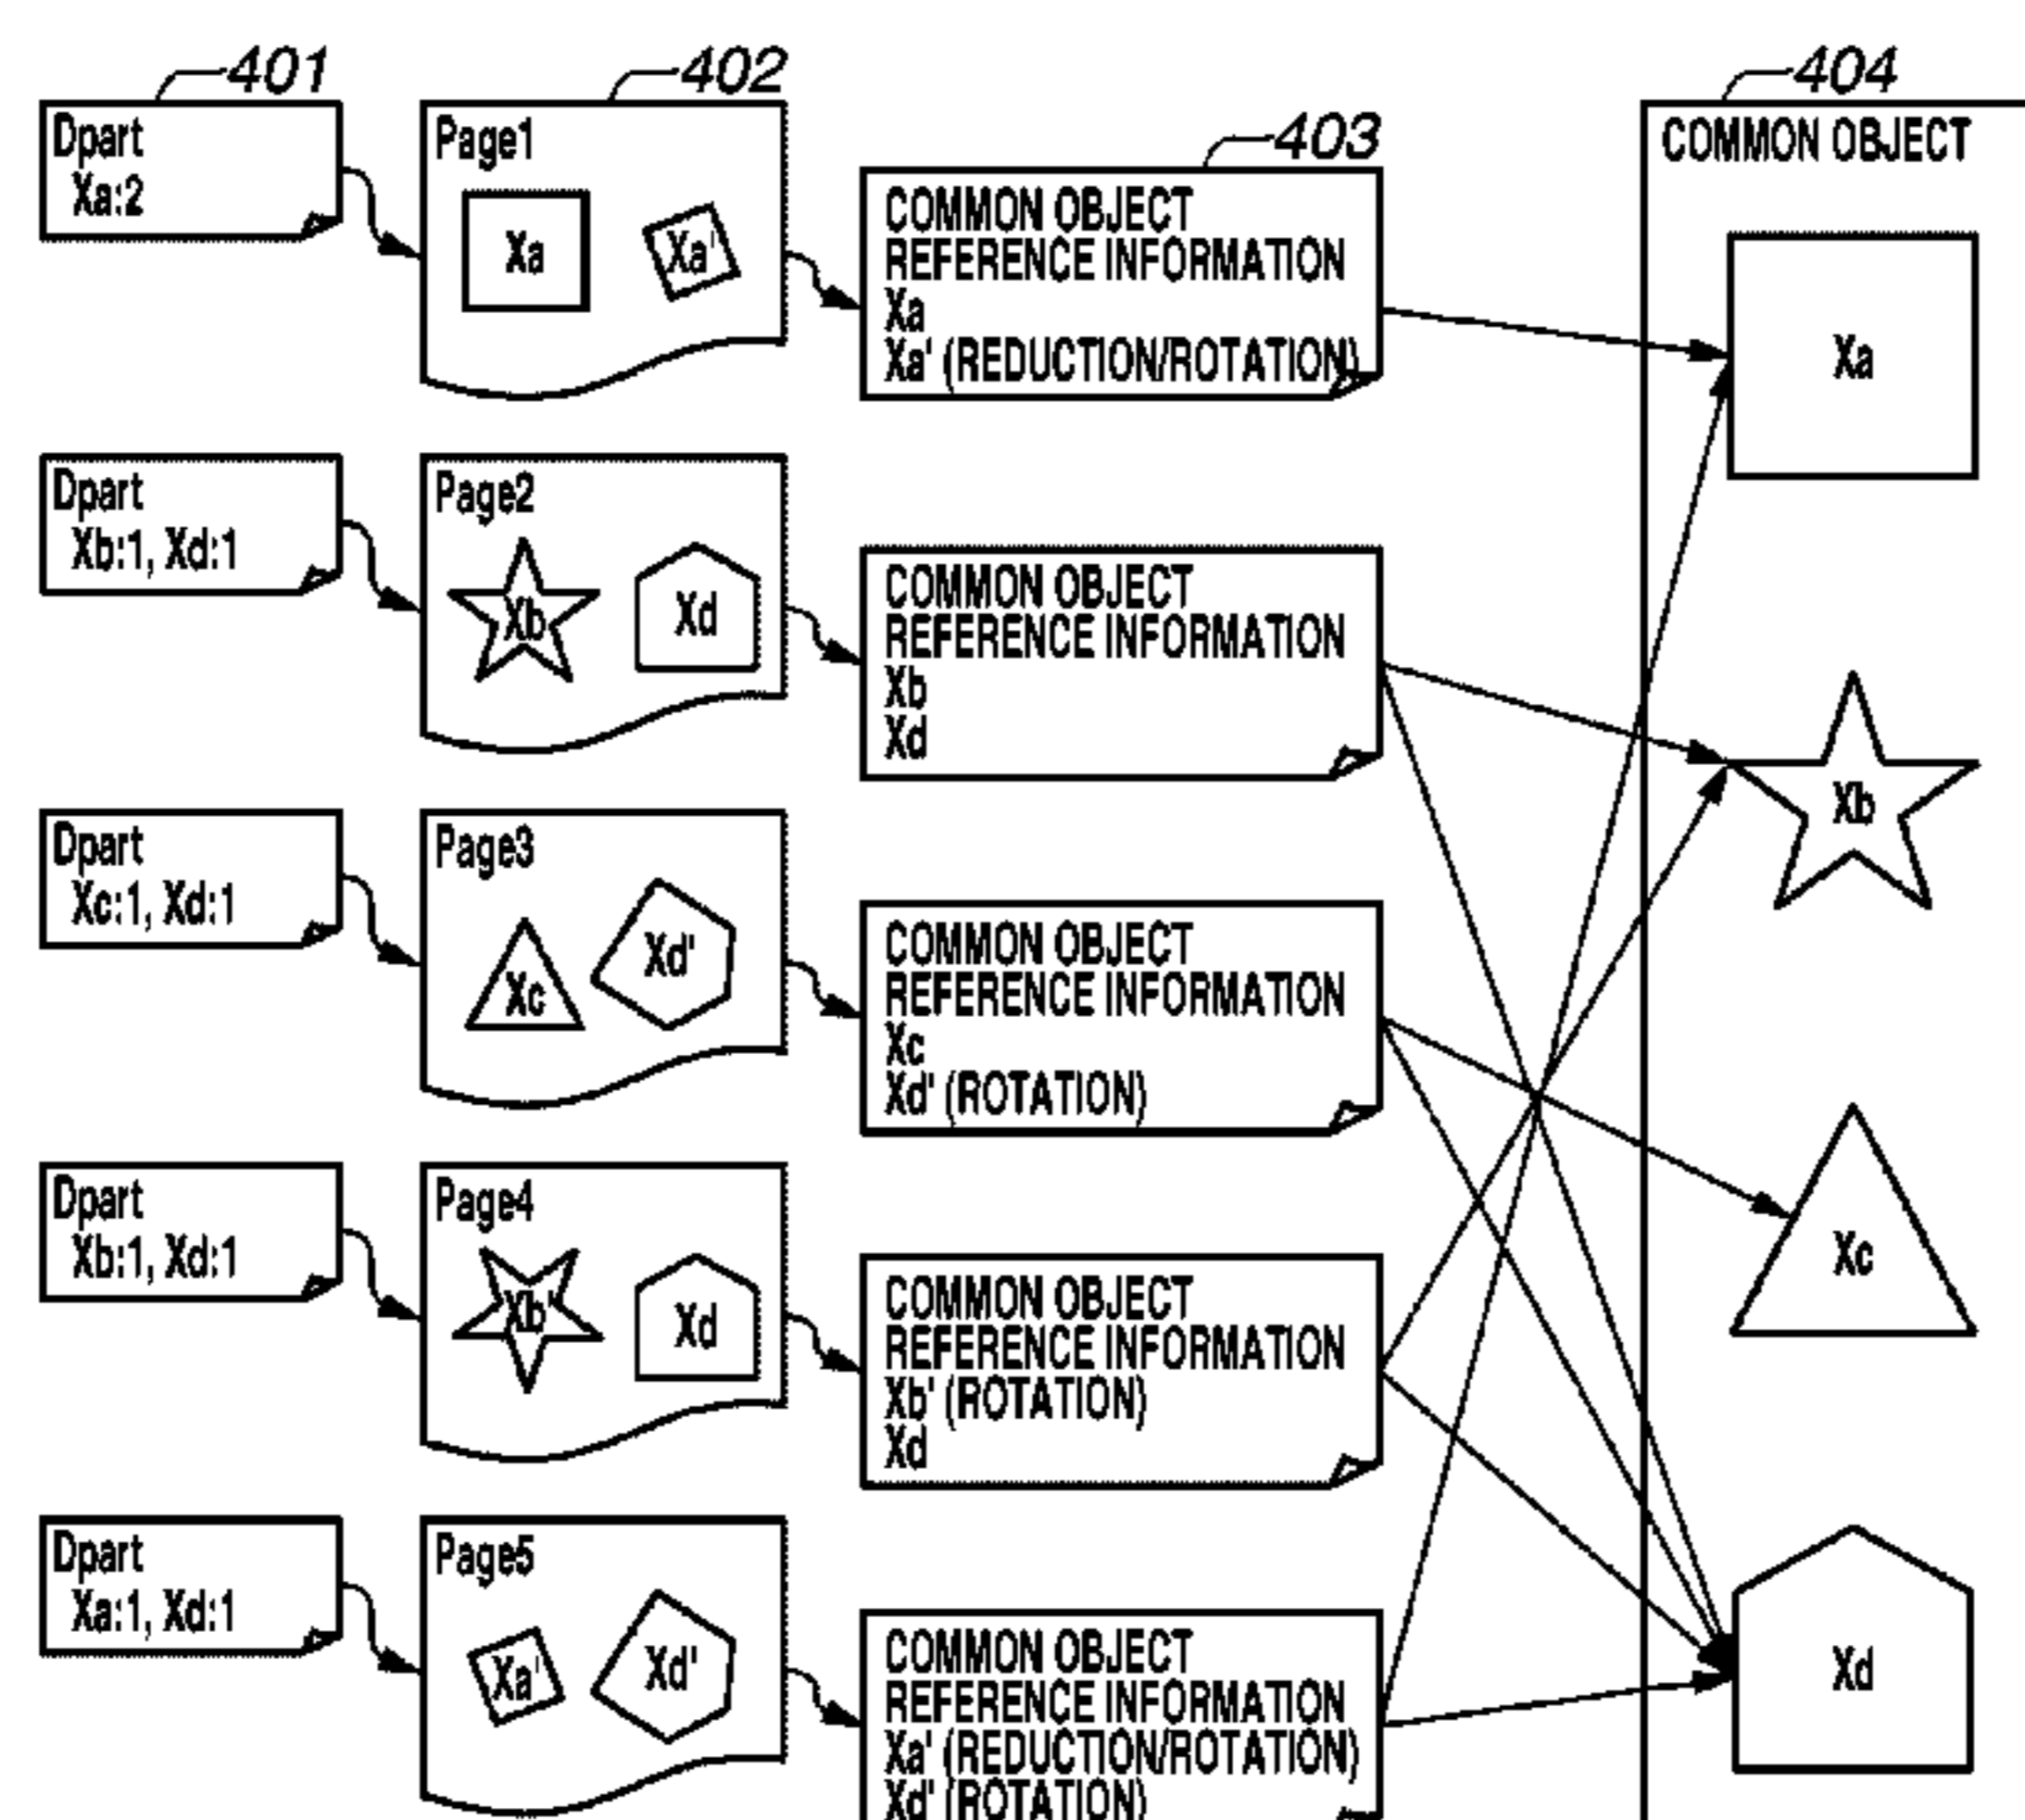 401
402
403
404
Dpart
Xa:2
Page1
Xa
Xa'
COMMON OBJECT
REFERENCE INFORMATION
Xa
Xa' (REDUCTION/ROTATION)
COMMON OBJECT
Xa
Dpart
Xb:1, Xd:1
Page2
Xb
Xd
COMMON OBJECT
REFERENCE INFORMATION
Xb
Xd
Xb
Dpart
Xc:1, Xd:1
Page3
Xc
Xd'
COMMON OBJECT
REFERENCE INFORMATION
Xc
Xd' (ROTATION)
Xc
Dpart
Xb:1, Xd:1
Page4
Xb'
Xd
COMMON OBJECT
REFERENCE INFORMATION
Xb' (ROTATION)
Xd
Xd
Dpart
Xa:1, Xd:1
Page5
Xa'
Xd'
COMMON OBJECT
REFERENCE INFORMATION
Xa' (REDUCTION/ROTATION)
Xd' (ROTATION)